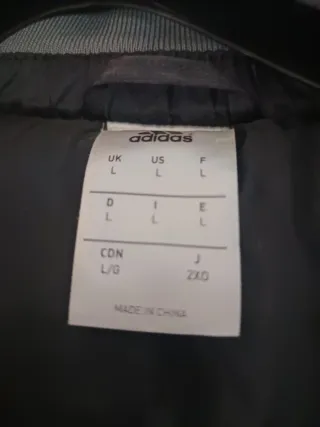 adidas
UK US F
L L L
D I E
L L L
CDN J
L/G 2XO
MADE IN CHINA